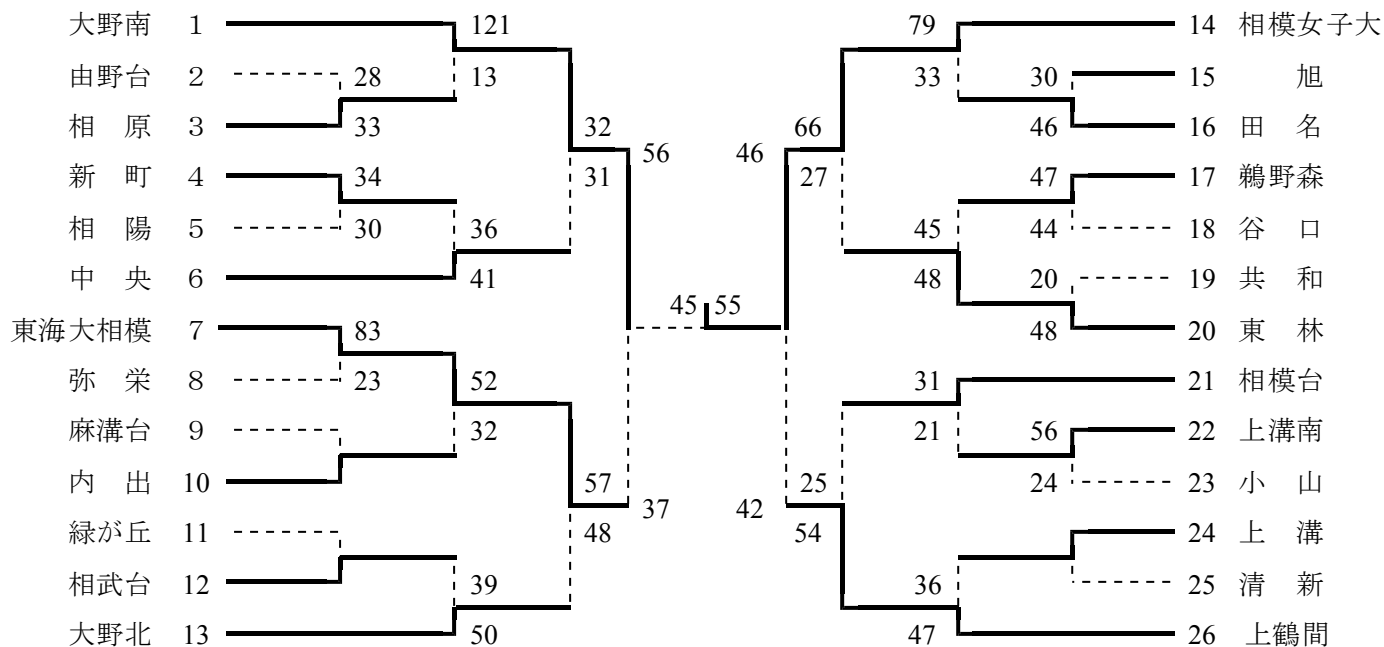 大野南 1 121 79 14 相模女子大
由野台 2 28 13 33 30 15 旭
相 原 3 33 46 16 田 名
32 56 46 66
新 町 4 34 31 27 47 17 鵜野森
相 陽 5 30 36 45 44 18 谷 口
中 央 6 41 48 20 19 共 和
45 55
東海大相模 7 83 48 20 東 林
弥 栄 8 23 52 31 21 相模台
麻溝台 9 32 21 56 22 上溝南
内 出 10 57 37 42 25 24 23 小 山
緑が丘 11 48 54 24 上 溝
相武台 12 39 36 25 清 新
大野北 13 50 47 26 上鶴間